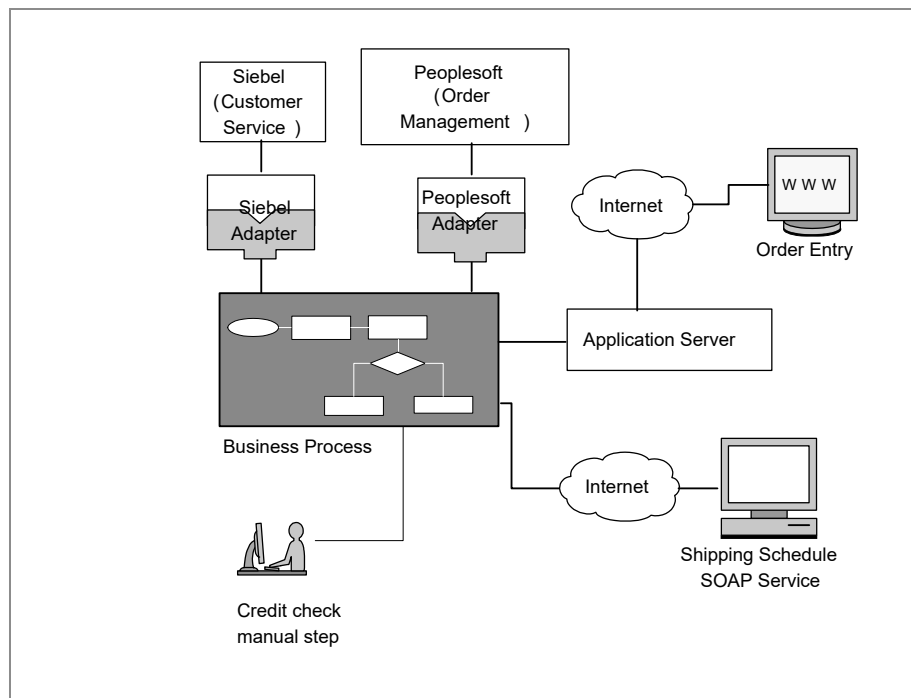 Siebel
(Customer
Service )
Peoplesoft
(Order
Management )
Siebel
Adapter
Peoplesoft
Adapter
Internet
W W W
Order Entry
Application Server
Business Process
Internet
Shipping Schedule
SOAP Service
Credit check
manual step